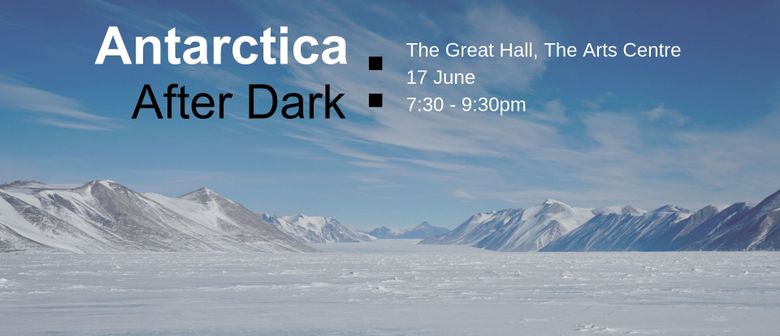 Antarctica
After Dark
The Great Hall, The Arts Centre
17 June
7:30 - 9:30pm